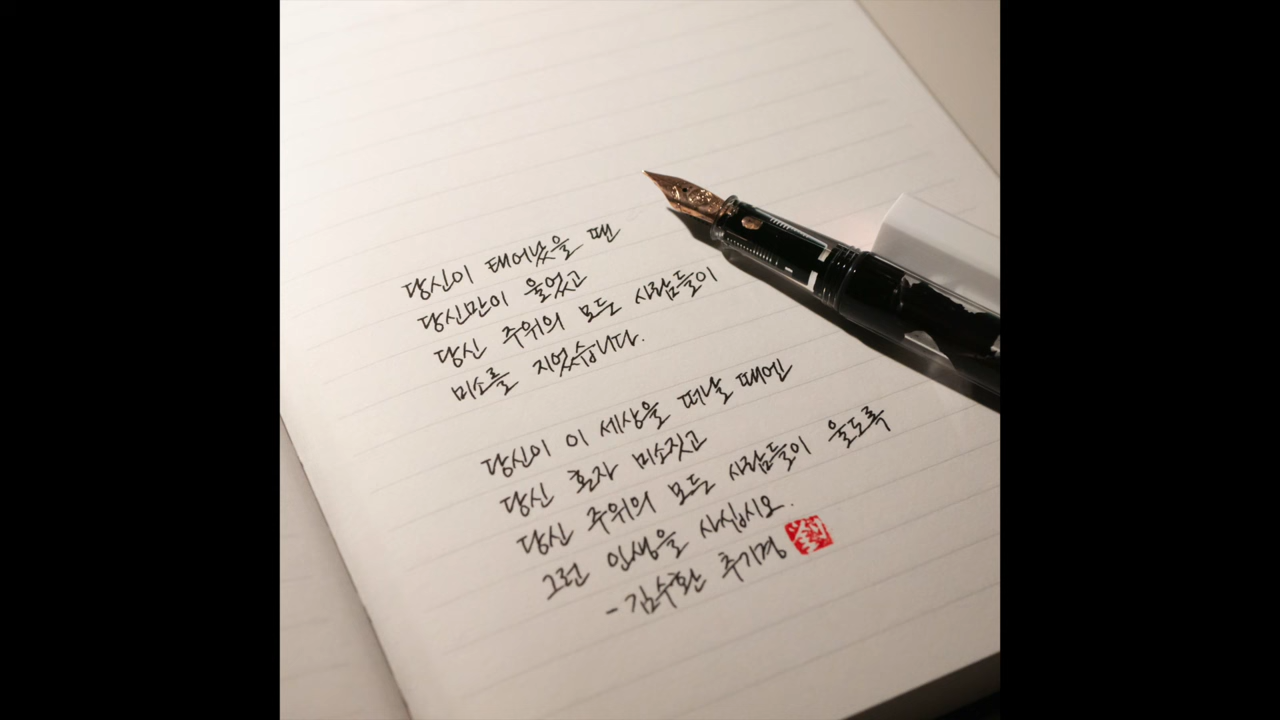 당신이 태어났을 땐
당신만이 울었고
당신 주위의 모든 사람들이
미소를 지었습니다.
당신이 이 세상을 떠날 때엔
당신 혼자 미소짓고
당신 주위의 모든 사람들이 울도록
그런 인생을 사십시오.
- 김수환 추기경